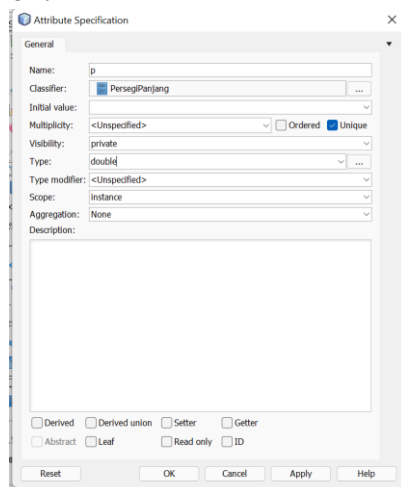 Attribute Specification
General
Name: p
Classifier: PersegiPanjang ...
Initial value:
Multiplicity: <Unspecified> Ordered Unique
Visibility: private
Type: double ...
Type modifier: <Unspecified>
Scope: instance
Aggregation: None
Description:
Derived Derived union Setter Getter
Abstract Leaf Read only ID
Reset OK Cancel Apply Help